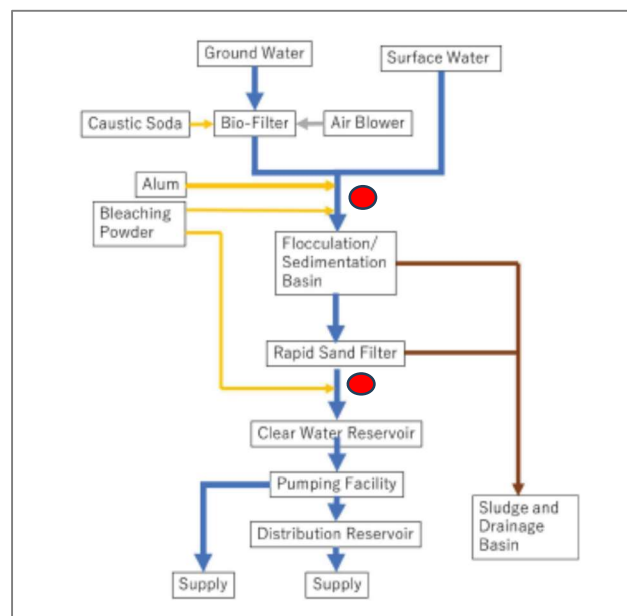 Ground Water
Surface Water
Caustic Soda
Bio-Filter
Air Blower
Alum
Bleaching
Powder
Flocculation/
Sedimentation
Basin
Rapid Sand Filter
Clear Water Reservoir
Pumping Facility
Distribution Reservoir
Sludge and
Drainage
Basin
Supply
Supply